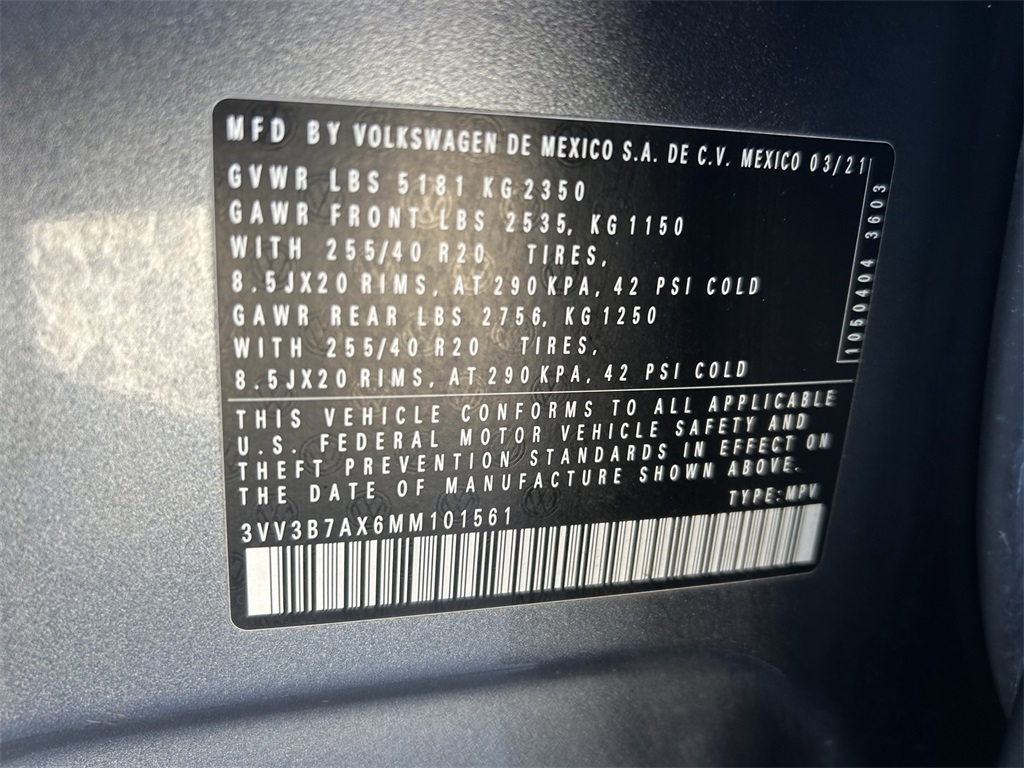 MFD BY VOLKSWAGEN DE MEXICO S.A. DE C.V. MEXICO 03/21
GVWR LBS 5181 KG 2350
GAWR FRONT LBS 2535, KG 1150
WITH 255/40 R20 TIRES,
8.5JX20 RIMS, AT 290 KPA, 42 PSI COLD
GAWR REAR LBS 2756, KG 1250
WITH 255/40 R20 TIRES,
8.5JX20 RIMS, AT 290 KPA, 42 PSI COLD
1050404 3603
THIS VEHICLE CONFORMS TO ALL APPLICABLE
U.S. FEDERAL MOTOR VEHICLE SAFETY AND
THEFT PREVENTION STANDARDS IN EFFECT ON
THE DATE OF MANUFACTURE SHOWN ABOVE.
TYPE: MPV
3VV3B7AX6MM101561